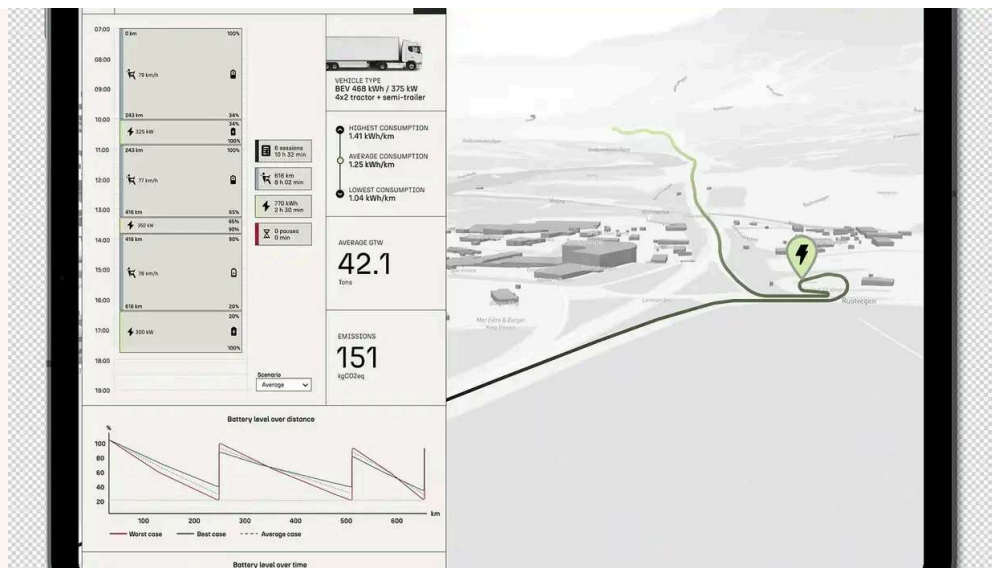 07:00
08:00
09:00
10:00
11:00
12:00
13:00
14:00
15:00
16:00
17:00
18:00
19:00
0 km 100%
79 km/h
243 km 34%
34%
325 kW
100%
243 km 100%
77 km/h
416 km 65%
65%
350 kW
90%
416 km 90%
78 km/h
616 km 20%
20%
300 kW
100%
6 sessions
10 h 32 min
616 km
8 h 02 min
770 kWh
2 h 30 min
0 pauses
0 min
Scenario
Average
VEHICLE TYPE
BEV 468 kWh / 375 kW
4x2 tractor + semi-trailer
HIGHEST CONSUMPTION
1.41 kWh/km
AVERAGE CONSUMPTION
1.25 kWh/km
LOWEST CONSUMPTION
1.04 kWh/km
AVERAGE GTW
42.1
Tons
EMISSIONS
151
kgCO2eq
Battery level over distance
%
100
80
60
40
20
100 200 300 400 500 600 km
Worst case Best case Average case
Battery level over time
Rustvegen